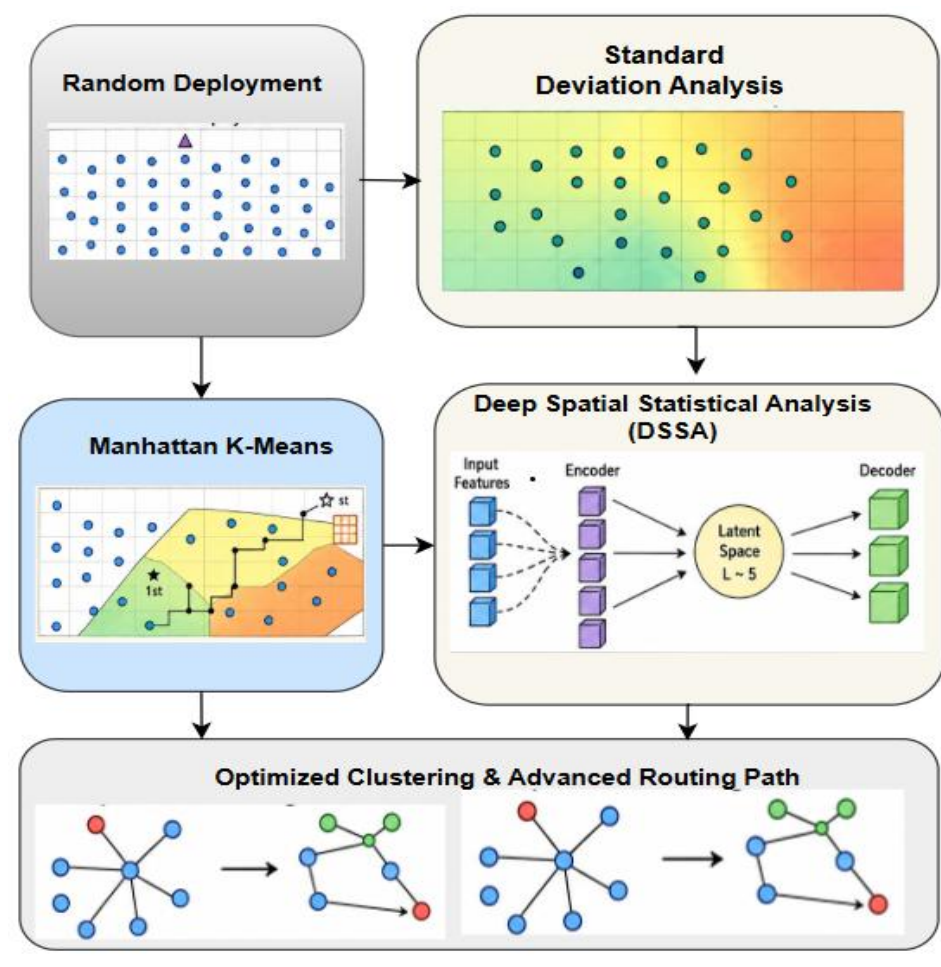 Random Deployment
Standard
Deviation Analysis
Manhattan K-Means
st
1st
Deep Spatial Statistical Analysis
(DSSA)
Input
Features
Encoder
Decoder
Latent
Space
L ~ 5
Optimized Clustering & Advanced Routing Path